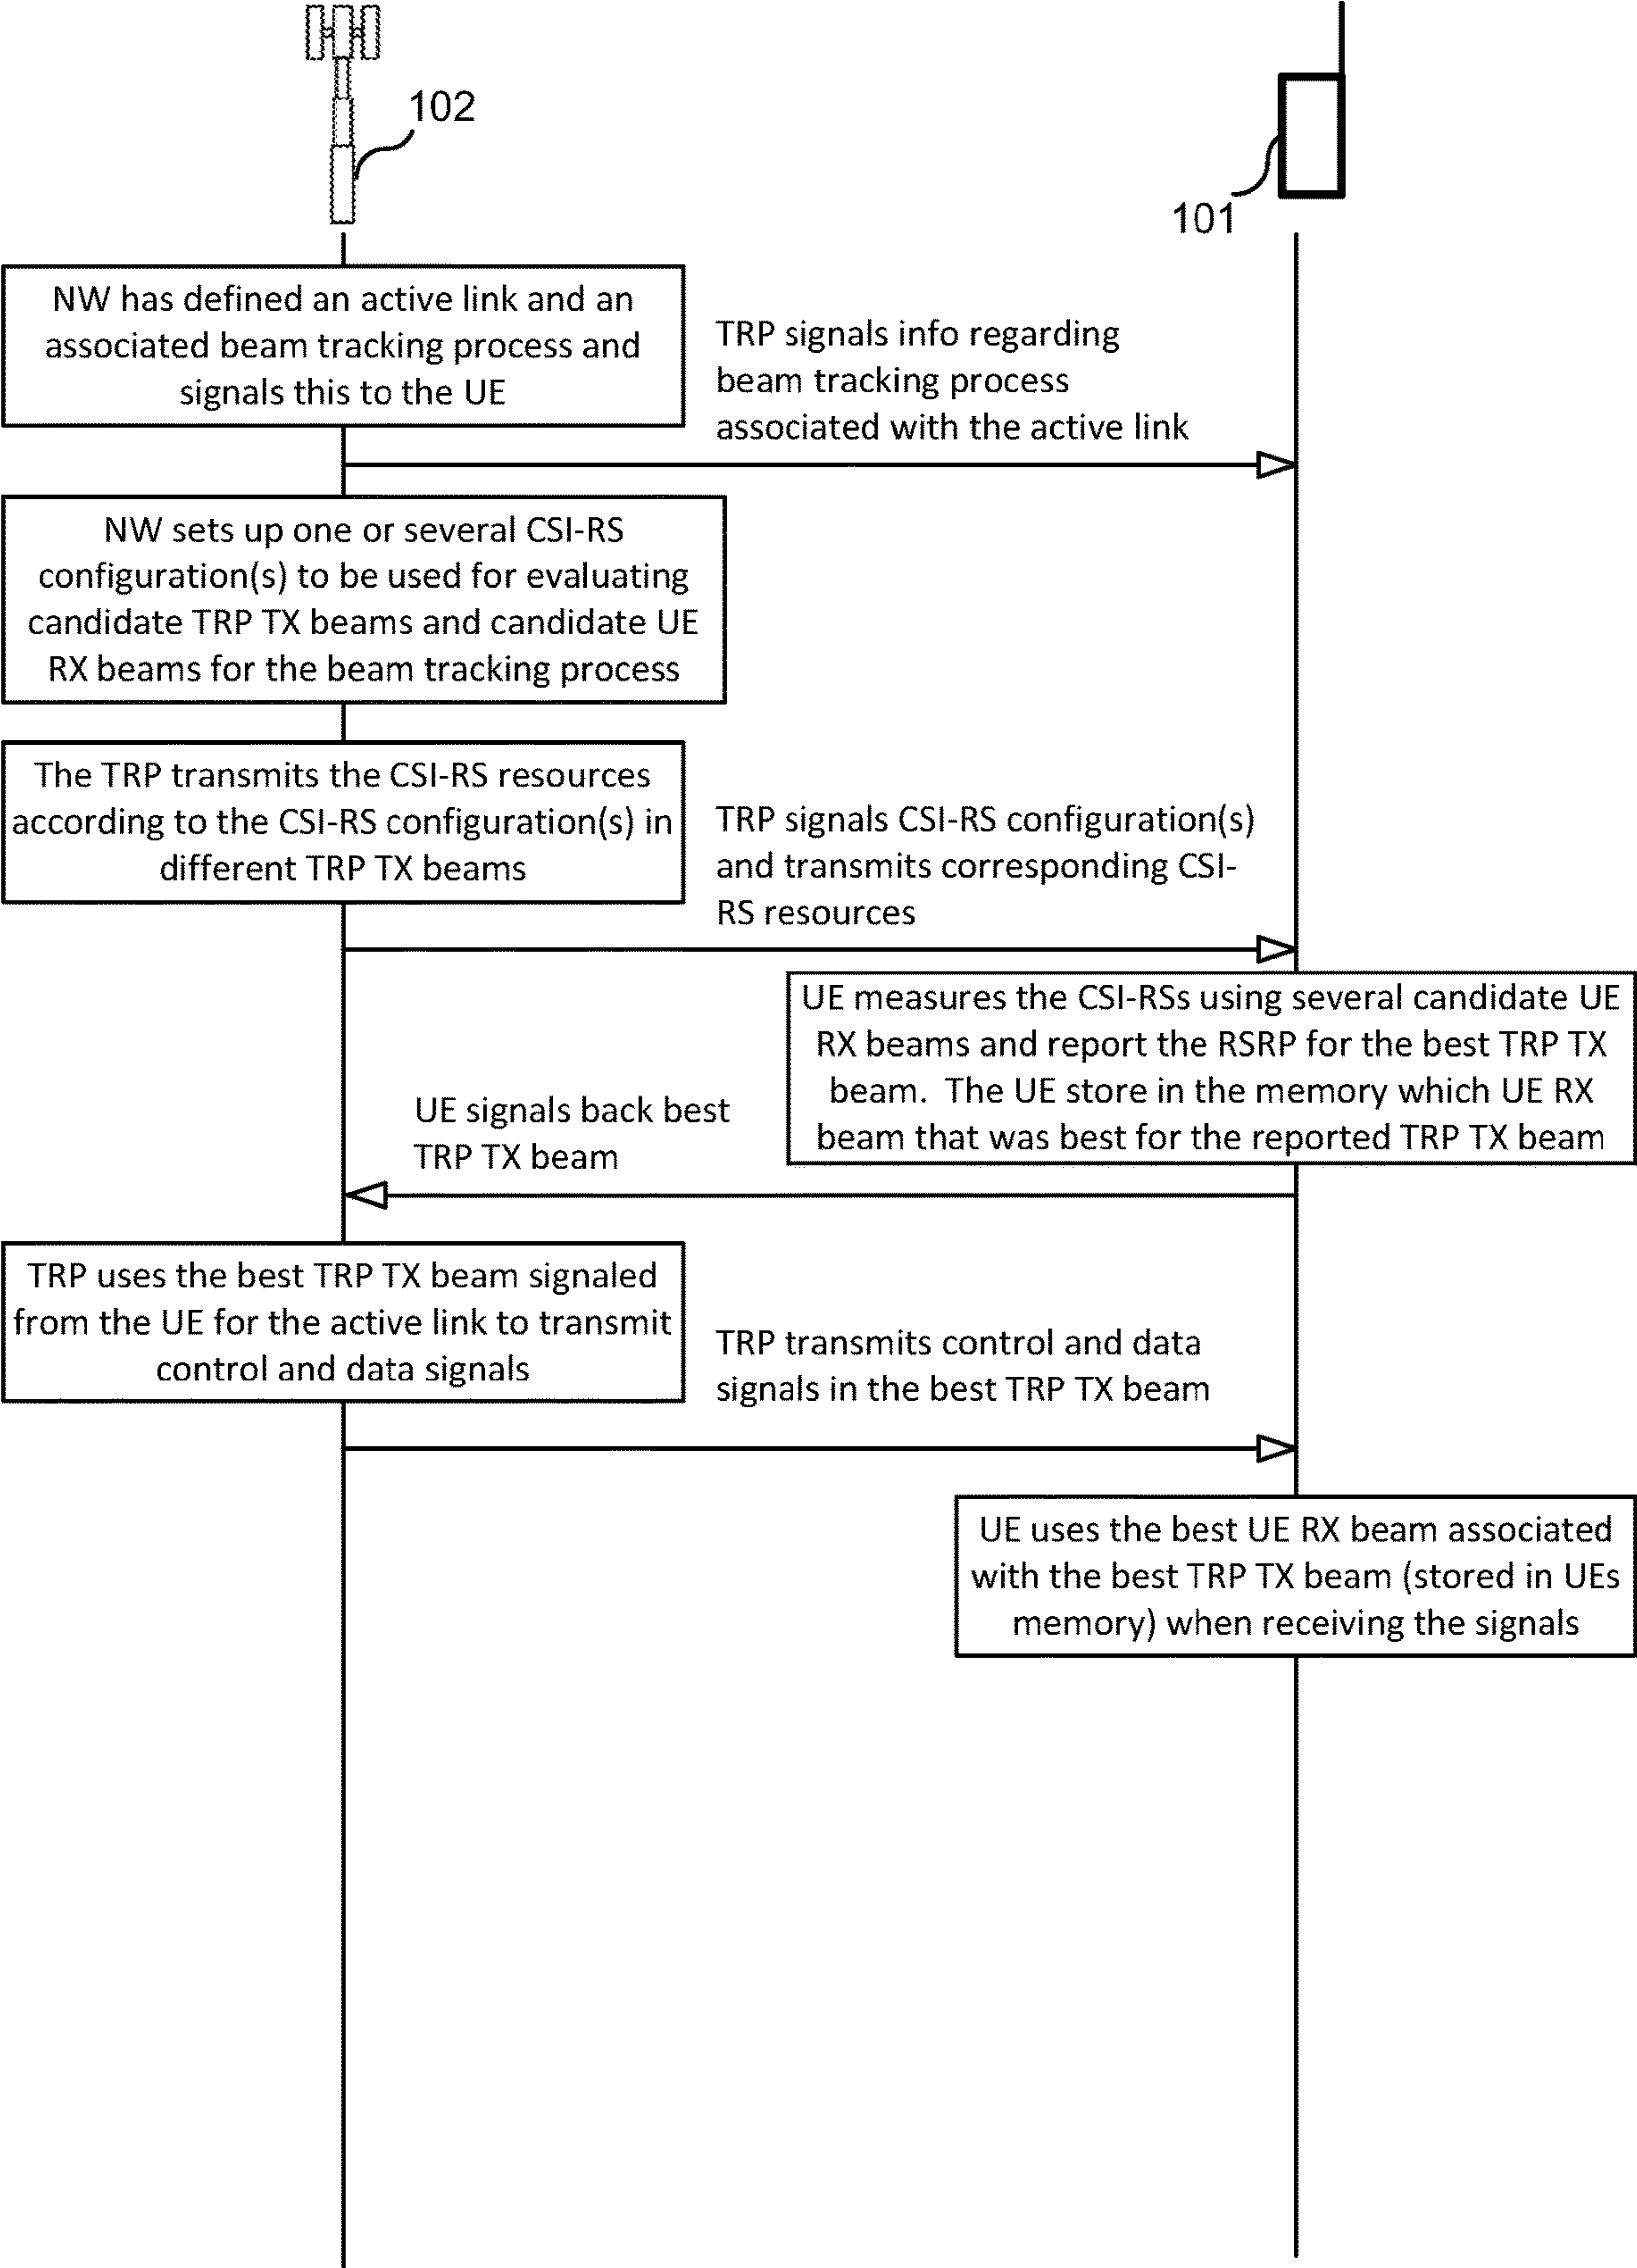 102
101
NW has defined an active link and an
associated beam tracking process and
signals this to the UE
TRP signals info regarding
beam tracking process
associated with the active link
NW sets up one or several CSI-RS
configuration(s) to be used for evaluating
candidate TRP TX beams and candidate UE
RX beams for the beam tracking process
The TRP transmits the CSI-RS resources
according to the CSI-RS configuration(s) in
different TRP TX beams
TRP signals CSI-RS configuration(s)
and transmits corresponding CSI-
RS resources
UE measures the CSI-RSs using several candidate UE
RX beams and report the RSRP for the best TRP TX
beam.  The UE store in the memory which UE RX
beam that was best for the reported TRP TX beam
UE signals back best
TRP TX beam
TRP uses the best TRP TX beam signaled
from the UE for the active link to transmit
control and data signals
TRP transmits control and data
signals in the best TRP TX beam
UE uses the best UE RX beam associated
with the best TRP TX beam (stored in UEs
memory) when receiving the signals